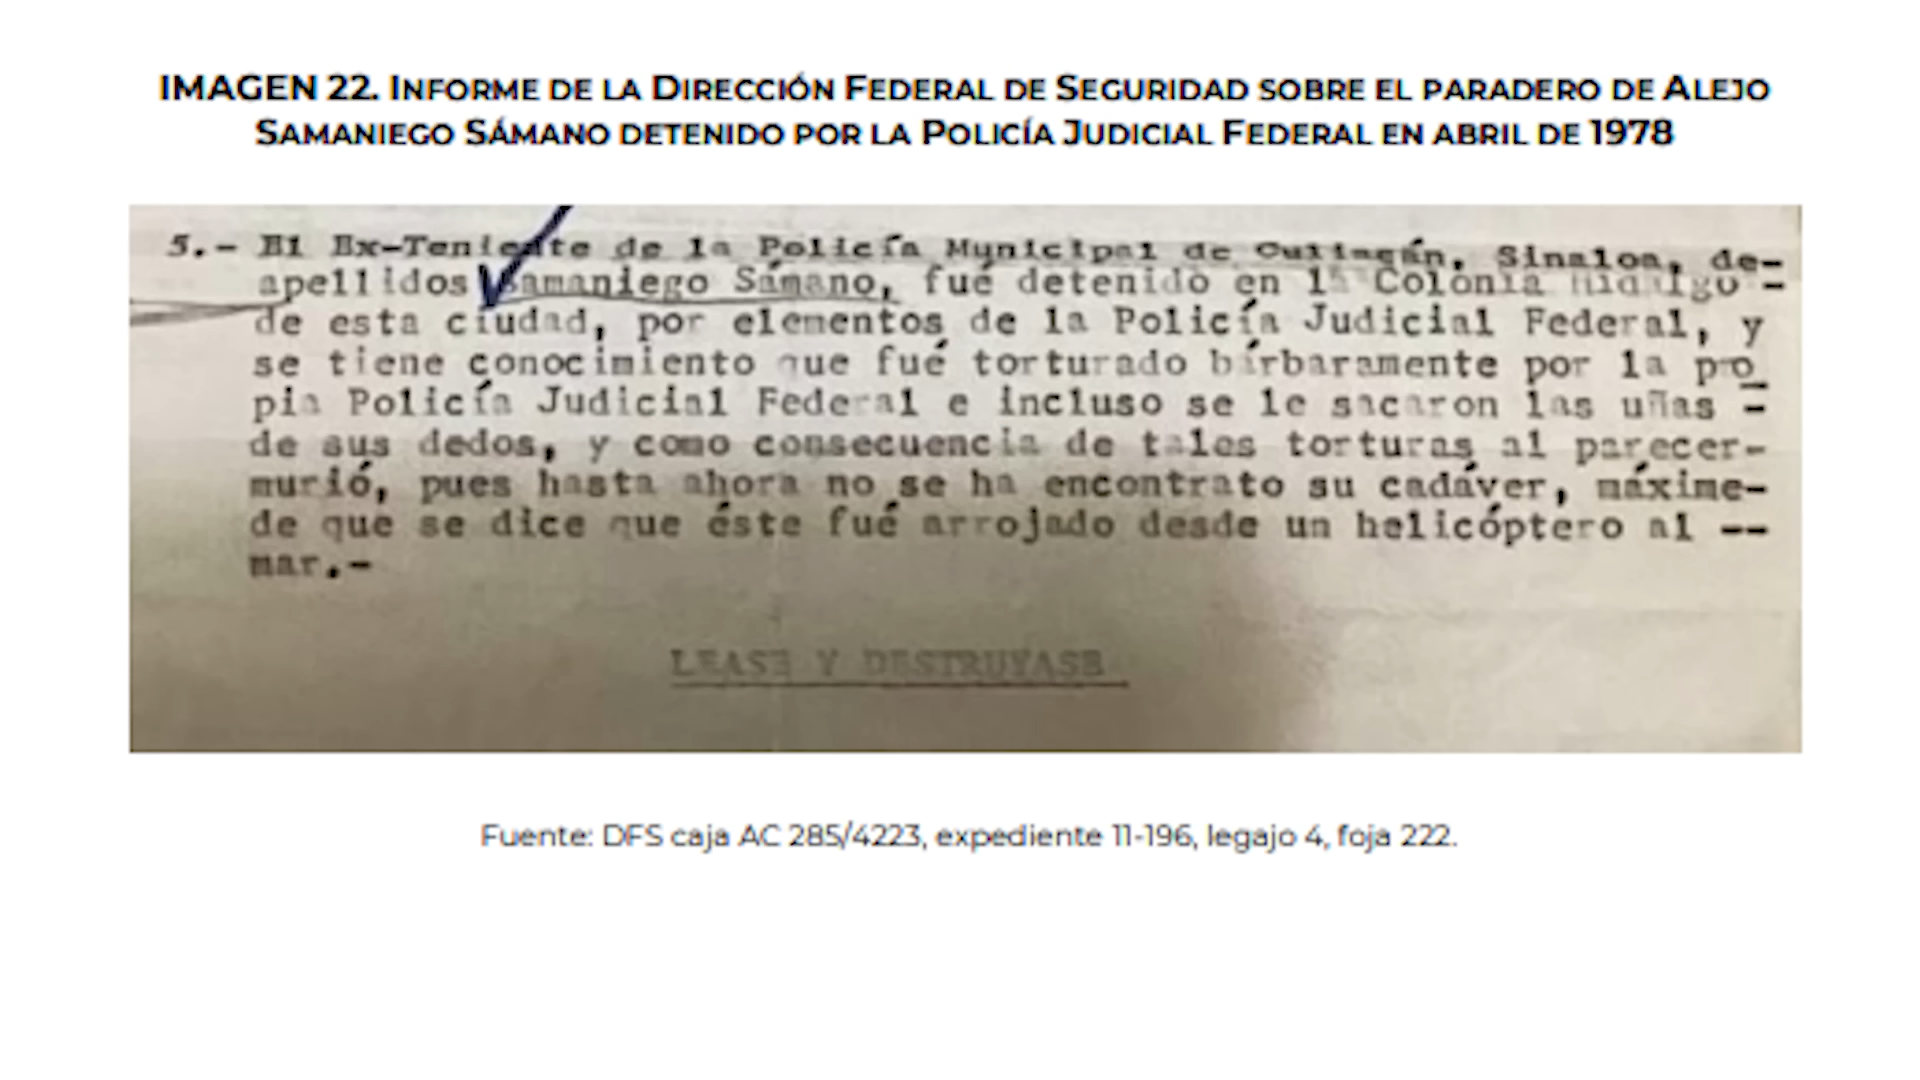 IMAGEN 22. INFORME DE LA DIRECCIÓN FEDERAL DE SEGURIDAD SOBRE EL PARADERO DE ALEJO
SAMANIEGO SÁMANO DETENIDO POR LA POLICÍA JUDICIAL FEDERAL EN ABRIL DE 1978
5.- El Ex-Teniente de la Policía Municipal de Culiacán, Sinaloa, de-
apellidos Samaniego Sámano, fué detenido en la Colonia Hidalgo -
de esta ciudad, por elementos de la Policía Judicial Federal, y
se tiene conocimiento que fué torturado bárbaramente por la pro
pia Policía Judicial Federal e incluso se le sacaron las uñas -
de sus dedos, y como consecuencia de tales torturas al parecer-
murió, pues hasta ahora no se ha encontrato su cadáver, máxime-
de que se dice que éste fué arrojado desde un helicóptero al --
mar.-
LEASE Y DESTRUYASE
Fuente: DFS caja AC 285/4223, expediente 11-196, legajo 4, foja 222.